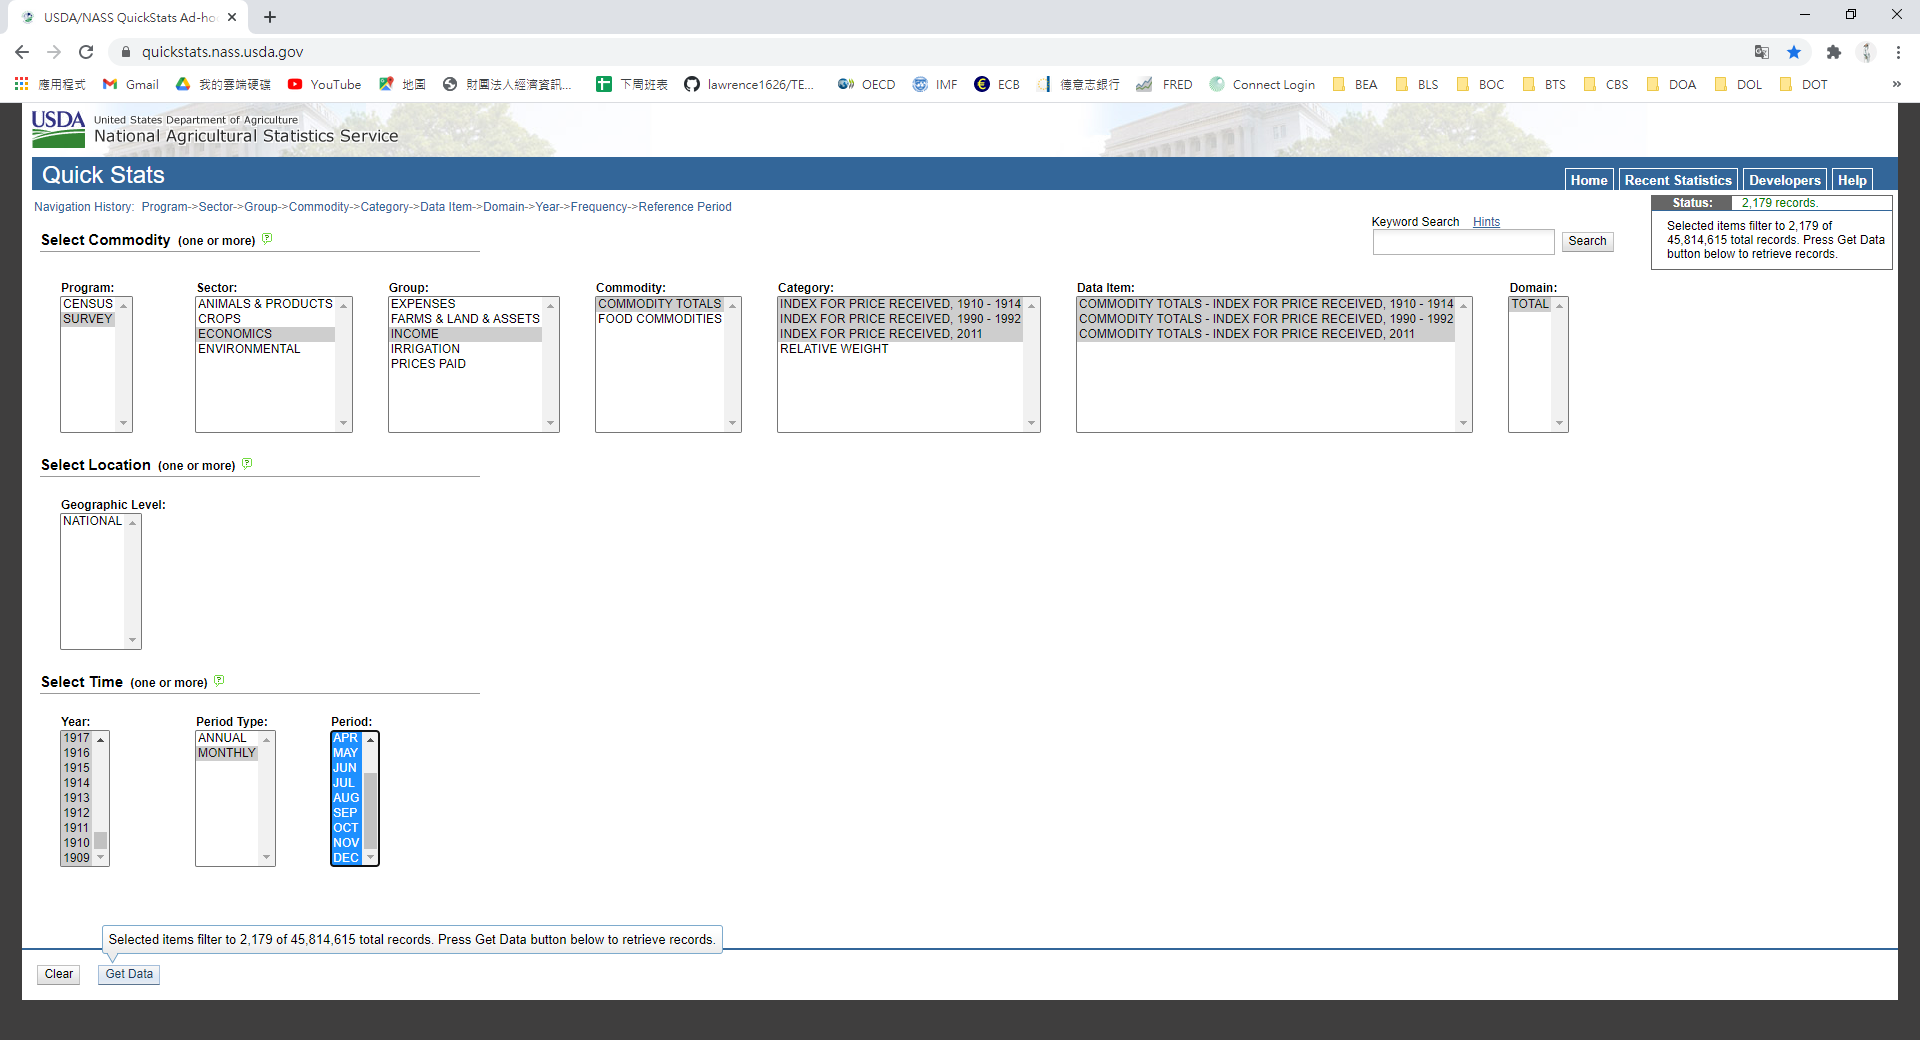 USDA/NASS QuickStats Ad-ho
quickstats.nass.usda.gov
應用程式 Gmail 我的雲端硬碟 YouTube 地圖 財團法人經濟資訊... 下周班表 lawrence1626/TE... OECD IMF ECB 德意志銀行 FRED Connect Login BEA BLS BOC BTS CBS DOA DOL DOT »
USDA United States Department of Agriculture
National Agricultural Statistics Service
Quick Stats
Home Recent Statistics Developers Help
Navigation History: Program->Sector->Group->Commodity->Category->Data Item->Domain->Year->Frequency->Reference Period
Status: 2,179 records.
Selected items filter to 2,179 of
45,814,615 total records. Press Get Data
button below to retrieve records.
Keyword Search Hints
Search
Select Commodity (one or more)
Program:
CENSUS
SURVEY
Sector:
ANIMALS & PRODUCTS
CROPS
ECONOMICS
ENVIRONMENTAL
Group:
EXPENSES
FARMS & LAND & ASSETS
INCOME
IRRIGATION
PRICES PAID
Commodity:
COMMODITY TOTALS
FOOD COMMODITIES
Category:
INDEX FOR PRICE RECEIVED, 1910 - 1914
INDEX FOR PRICE RECEIVED, 1990 - 1992
INDEX FOR PRICE RECEIVED, 2011
RELATIVE WEIGHT
Data Item:
COMMODITY TOTALS - INDEX FOR PRICE RECEIVED, 1910 - 1914
COMMODITY TOTALS - INDEX FOR PRICE RECEIVED, 1990 - 1992
COMMODITY TOTALS - INDEX FOR PRICE RECEIVED, 2011
Domain:
TOTAL
Select Location (one or more)
Geographic Level:
NATIONAL
Select Time (one or more)
Year:
1917
1916
1915
1914
1913
1912
1911
1910
1909
Period Type:
ANNUAL
MONTHLY
Period:
APR
MAY
JUN
JUL
AUG
SEP
OCT
NOV
DEC
Selected items filter to 2,179 of 45,814,615 total records. Press Get Data button below to retrieve records.
Clear Get Data